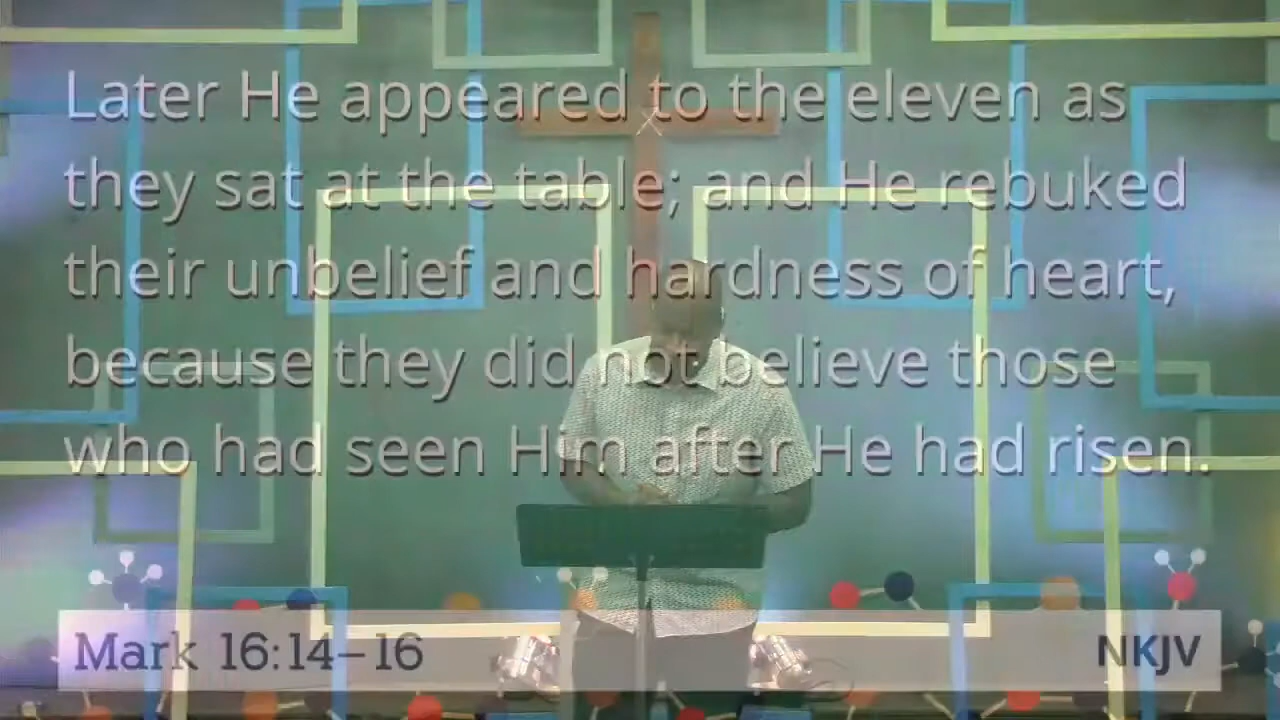 Later He appeared to the eleven as
they sat at the table; and He rebuked
their unbelief and hardness of heart,
because they did not believe those
who had seen Him after He had risen.
Mark 16:14–16 NKJV